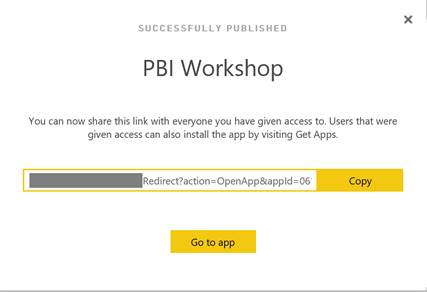 SUCCESSFULLY PUBLISHED
PBI Workshop
You can now share this link with everyone you have given access to. Users that were
given access can also install the app by visiting Get Apps.
Redirect?action=OpenApp&appId=06
Copy
Go to app